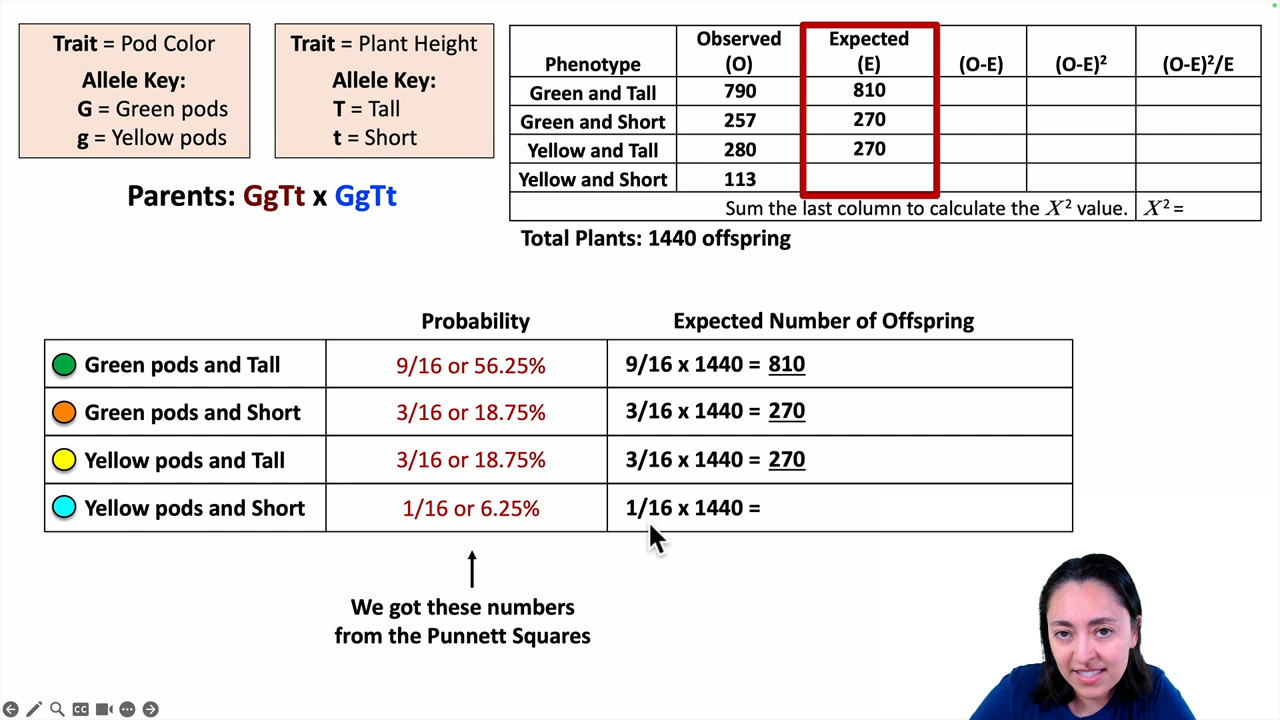 Trait = Pod Color
Allele Key:
G = Green pods
g = Yellow pods
Trait = Plant Height
Allele Key:
T = Tall
t = Short
Parents: GgTt x GgTt
Phenotype Observed (O) Expected (E) (O-E) (O-E)² (O-E)²/E
Green and Tall 790 810
Green and Short 257 270
Yellow and Tall 280 270
Yellow and Short 113
Sum the last column to calculate the X² value. X² =
Total Plants: 1440 offspring
Probability Expected Number of Offspring
Green pods and Tall 9/16 or 56.25% 9/16 x 1440 = 810
Green pods and Short 3/16 or 18.75% 3/16 x 1440 = 270
Yellow pods and Tall 3/16 or 18.75% 3/16 x 1440 = 270
Yellow pods and Short 1/16 or 6.25% 1/16 x 1440 =
We got these numbers
from the Punnett Squares
CC